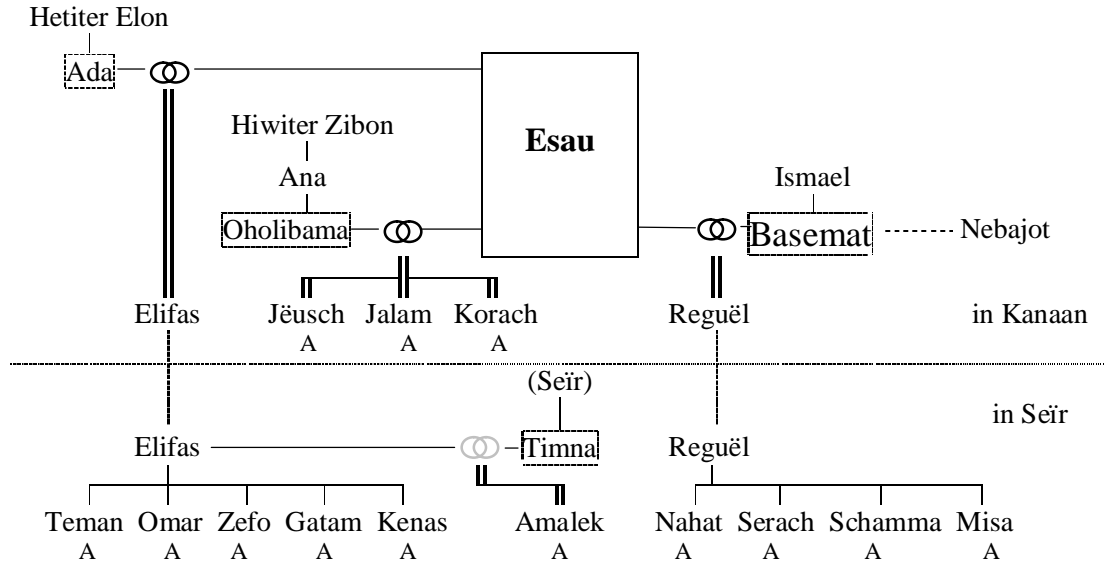 Hetiter Elon
Ada
Hiwiter Zibon
Esau
Ana
Ismael
Oholibama
Basemat
Nebajot
Elifas Jëusch Jalam Korach Reguël in Kanaan
A A A
(Seïr)
in Seïr
Elifas Timna Reguël
Teman Omar Zefo Gatam Kenas Amalek Nahat Serach Schamma Misa
A A A A A A A A A A